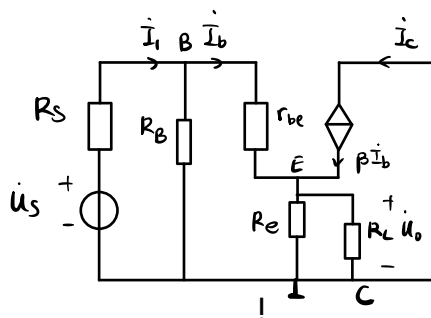 İ₁ B İb İc
Rs RB rbe βİb
E
u̇s + - Re RL + u̇o -
C